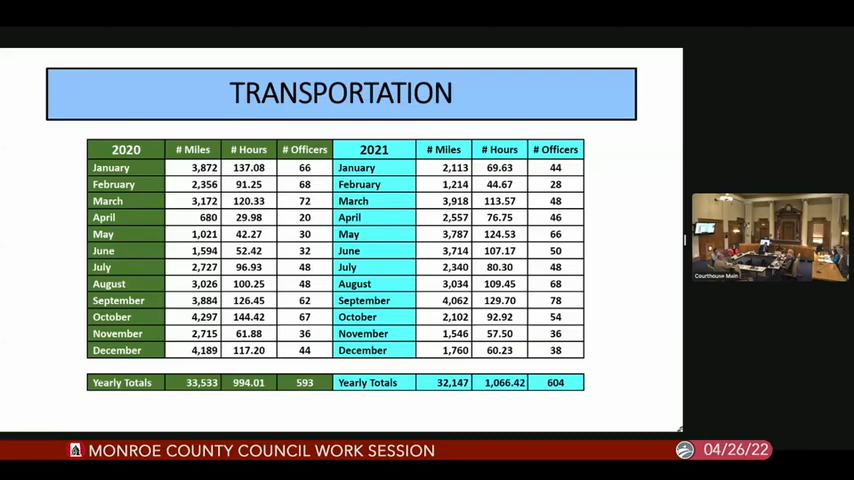 TRANSPORTATION
2020 # Miles # Hours # Officers 2021 # Miles # Hours # Officers
January 3,872 137.08 66 January 2,113 69.63 44
February 2,356 91.25 68 February 1,214 44.67 28
March 3,172 120.33 72 March 3,918 113.57 48
April 680 29.98 20 April 2,557 76.75 46
May 1,021 42.27 30 May 3,787 124.53 66
June 1,594 52.42 32 June 3,714 107.17 50
July 2,727 96.93 48 July 2,340 80.30 48
August 3,026 100.25 48 August 3,034 109.45 68
September 3,884 126.45 62 September 4,062 129.70 78
October 4,297 144.42 67 October 2,102 92.92 54
November 2,715 61.88 36 November 1,546 57.50 36
December 4,189 117.20 44 December 1,760 60.23 38
Yearly Totals 33,533 994.01 593 Yearly Totals 32,147 1,066.42 604
Courthouse Main
MONROE COUNTY COUNCIL WORK SESSION 04/26/22